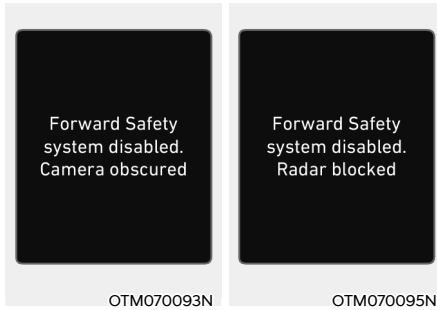 Forward Safety
system disabled.
Camera obscured
OTM070093N
Forward Safety
system disabled.
Radar blocked
OTM070095N